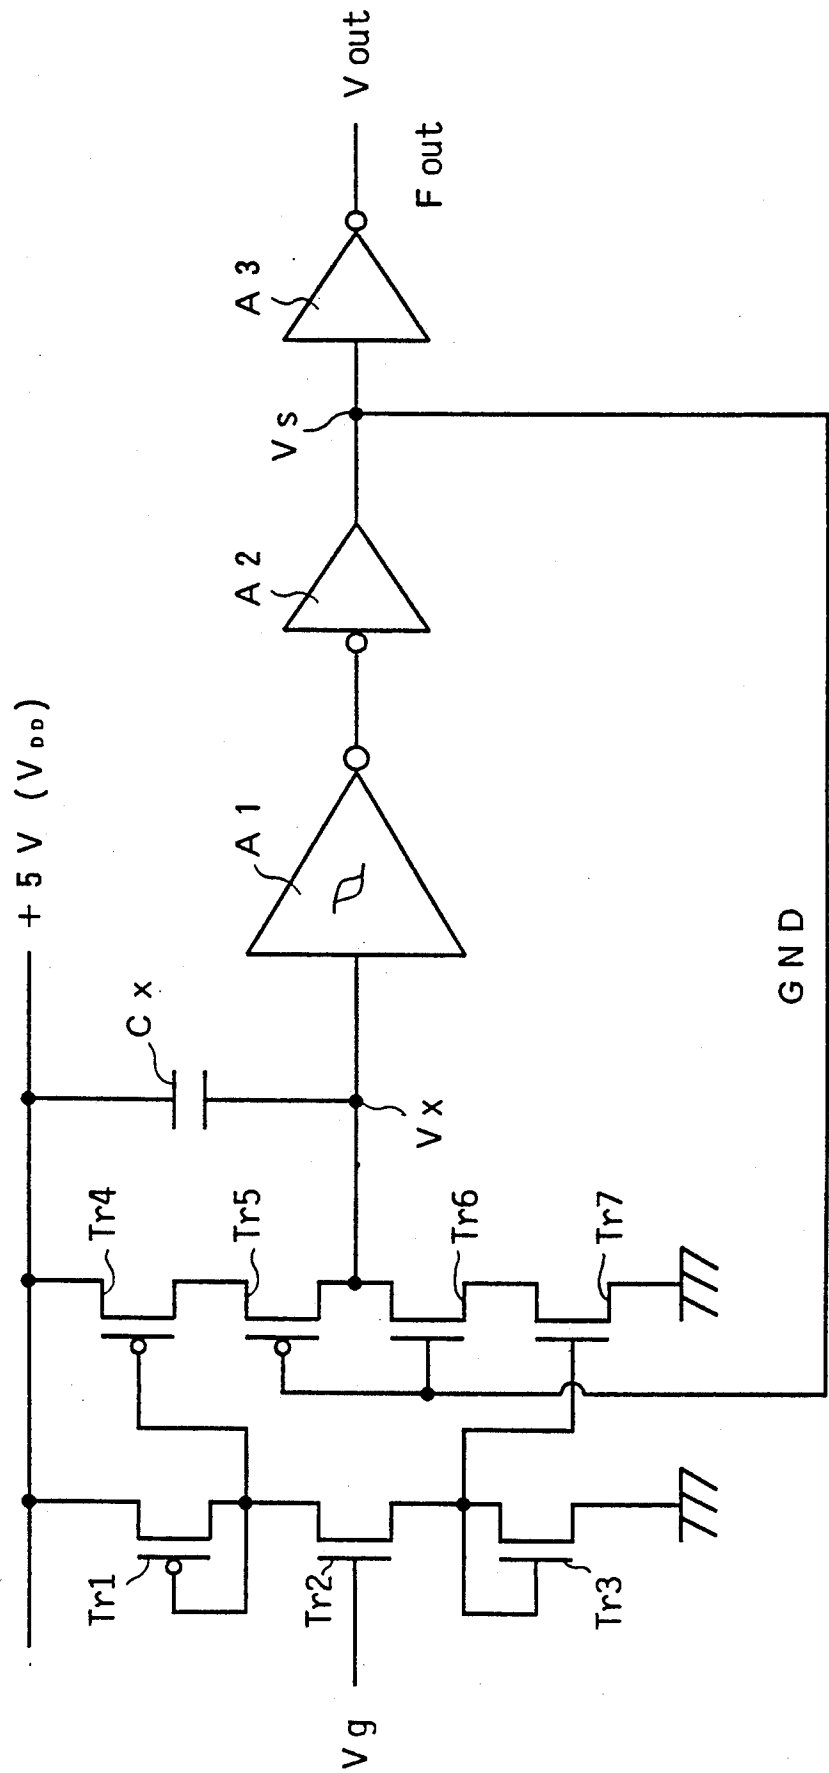 +5V (VDD)
Cx
Tr4
Tr5
Tr6
Tr7
Tr1
Tr2
Tr3
Vg
Vx
A1
A2
Vs
A3
Vout
Fout
GND